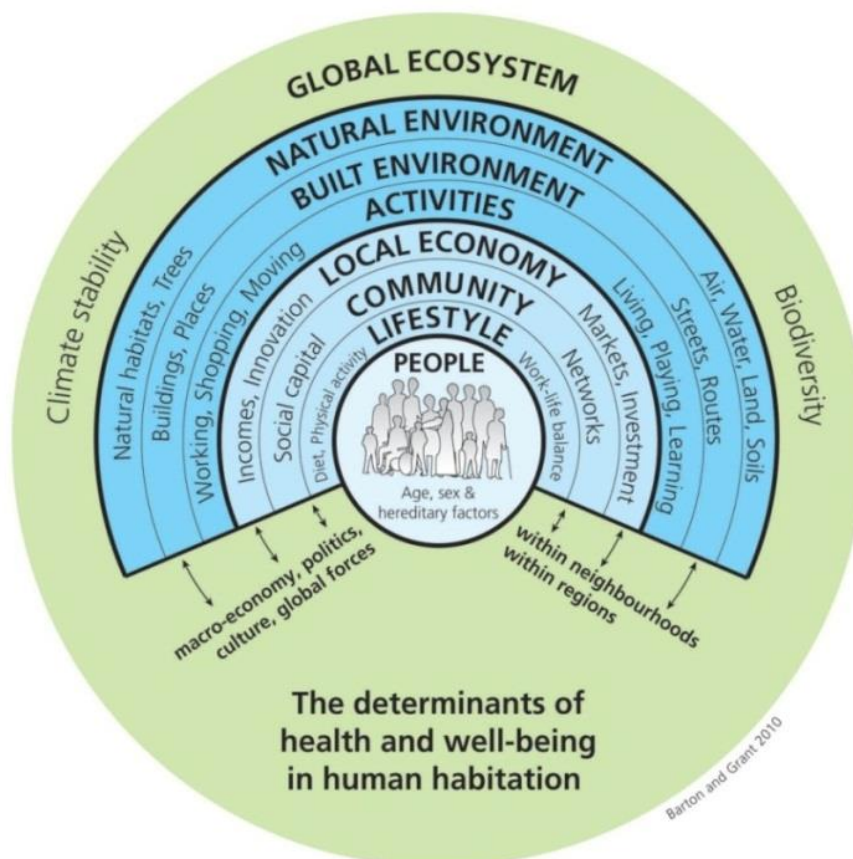 GLOBAL ECOSYSTEM
NATURAL ENVIRONMENT
BUILT ENVIRONMENT
ACTIVITIES
LOCAL ECONOMY
COMMUNITY
LIFESTYLE
PEOPLE
Age, sex &
hereditary factors
Climate stability
Natural habitats, Trees
Buildings, Places
Working, Shopping, Moving
Incomes, Innovation
Social capital
Diet, Physical activity
Work-life balance
Networks
Markets, Investment
Living, Playing, Learning
Streets, Routes
Air, Water, Land, Soils
Biodiversity
macro-economy, politics,
culture, global forces
within neighbourhoods
within regions
The determinants of
health and well-being
in human habitation
Barton and Grant 2010